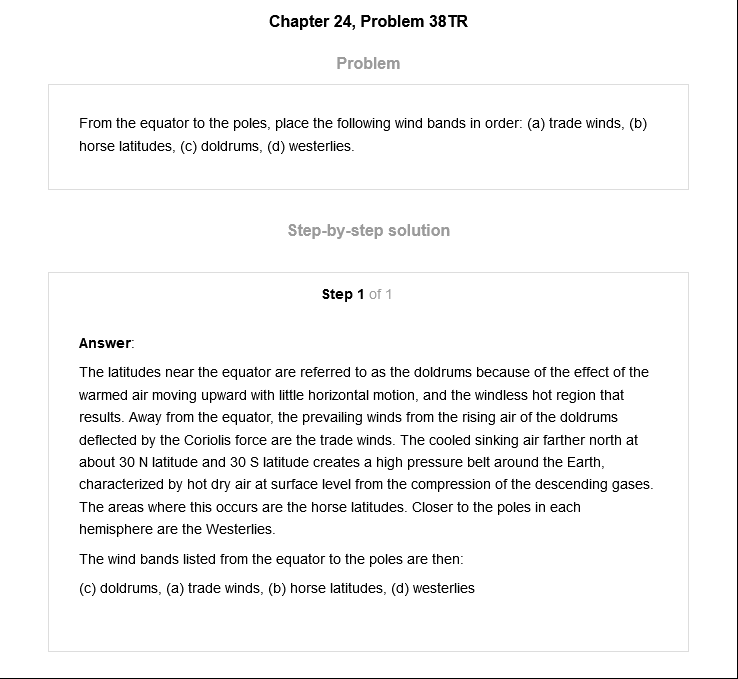 Chapter 24, Problem 38TR
Problem
From the equator to the poles, place the following wind bands in order: (a) trade winds, (b)
horse latitudes, (c) doldrums, (d) westerlies.
Step-by-step solution
Step 1 of 1
Answer:
The latitudes near the equator are referred to as the doldrums because of the effect of the
warmed air moving upward with little horizontal motion, and the windless hot region that
results. Away from the equator, the prevailing winds from the rising air of the doldrums
deflected by the Coriolis force are the trade winds. The cooled sinking air farther north at
about 30 N latitude and 30 S latitude creates a high pressure belt around the Earth,
characterized by hot dry air at surface level from the compression of the descending gases.
The areas where this occurs are the horse latitudes. Closer to the poles in each
hemisphere are the Westerlies.
The wind bands listed from the equator to the poles are then:
(c) doldrums, (a) trade winds, (b) horse latitudes, (d) westerlies